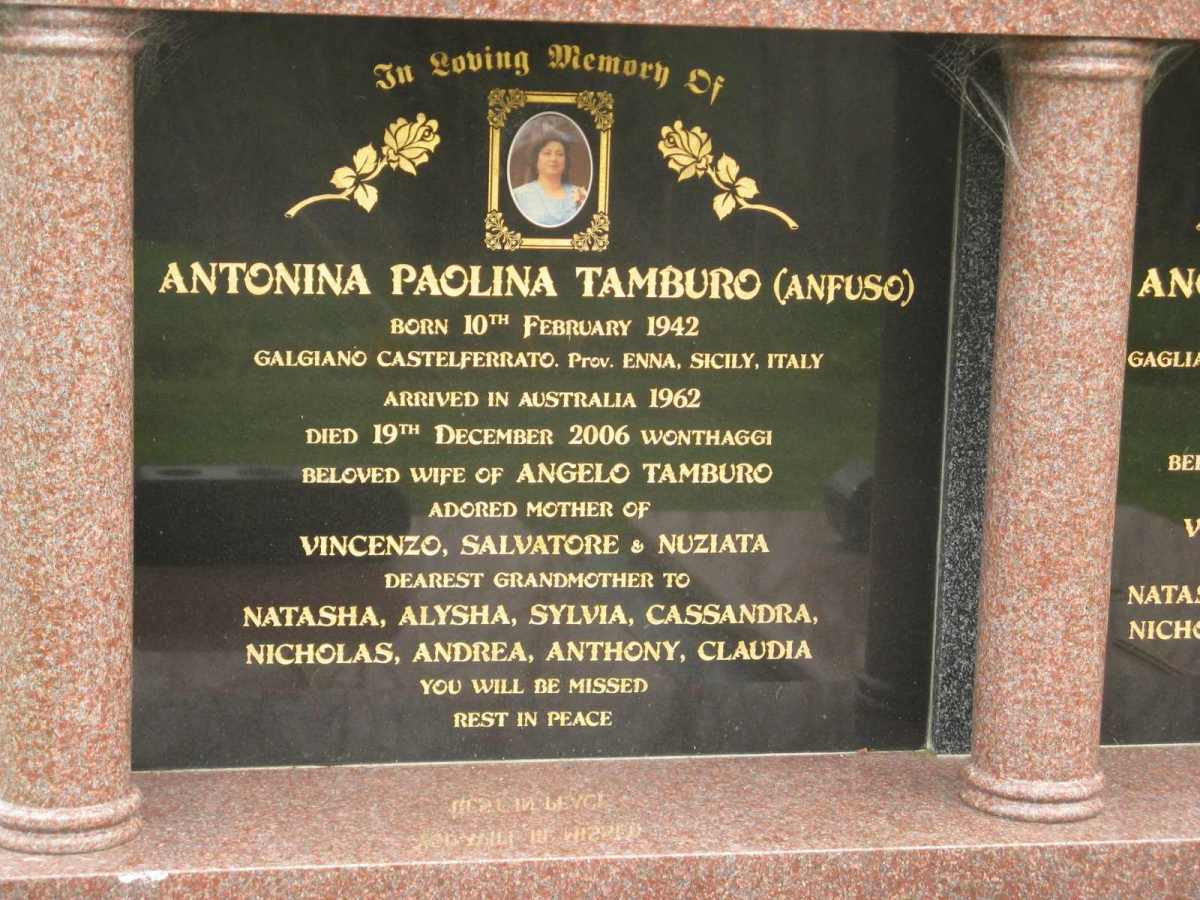 In Loving Memory Of
ANTONINA PAOLINA TAMBURO (ANFUSO)
BORN 10TH FEBRUARY 1942
GALGIANO CASTELFERRATO. Prov. ENNA, SICILY, ITALY
ARRIVED IN AUSTRALIA 1962
DIED 19TH DECEMBER 2006 WONTHAGGI
BELOVED WIFE OF ANGELO TAMBURO
ADORED MOTHER OF
VINCENZO, SALVATORE & NUZIATA
DEAREST GRANDMOTHER TO
NATASHA, ALYSHA, SYLVIA, CASSANDRA,
NICHOLAS, ANDREA, ANTHONY, CLAUDIA
YOU WILL BE MISSED
REST IN PEACE